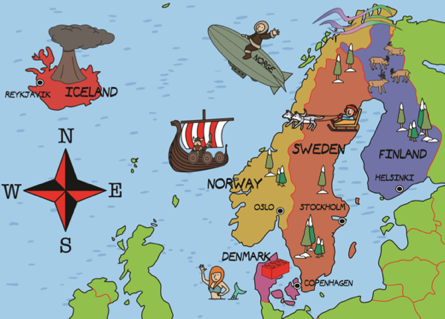 NORGE
REYKJAVIK
ICELAND
N
W E
S
SWEDEN
FINLAND
NORWAY
HELSINKI
OSLO
STOCKHOLM
DENMARK
COPENHAGEN